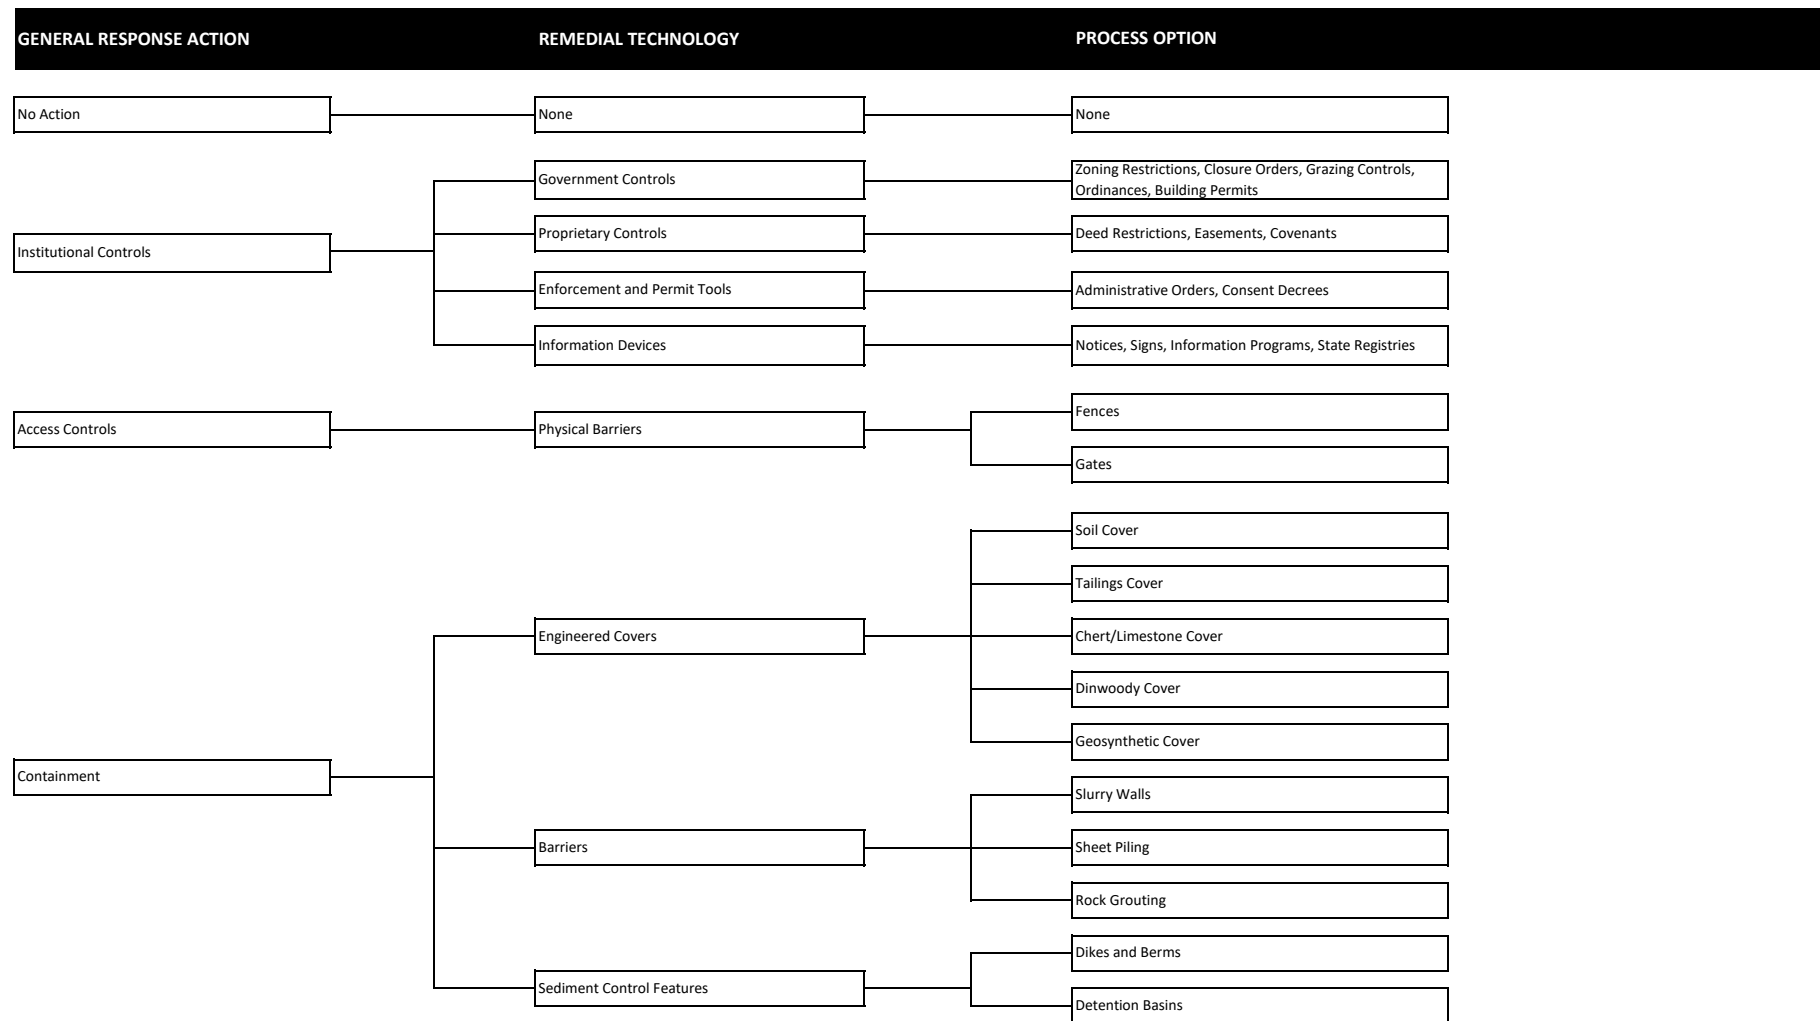 GENERAL RESPONSE ACTION
REMEDIAL TECHNOLOGY
PROCESS OPTION
No Action
None
None
Institutional Controls
Government Controls
Zoning Restrictions, Closure Orders, Grazing Controls,
Ordinances, Building Permits
Proprietary Controls
Deed Restrictions, Easements, Covenants
Enforcement and Permit Tools
Administrative Orders, Consent Decrees
Information Devices
Notices, Signs, Information Programs, State Registries
Access Controls
Physical Barriers
Fences
Gates
Containment
Engineered Covers
Soil Cover
Tailings Cover
Chert/Limestone Cover
Dinwoody Cover
Geosynthetic Cover
Barriers
Slurry Walls
Sheet Piling
Rock Grouting
Sediment Control Features
Dikes and Berms
Detention Basins